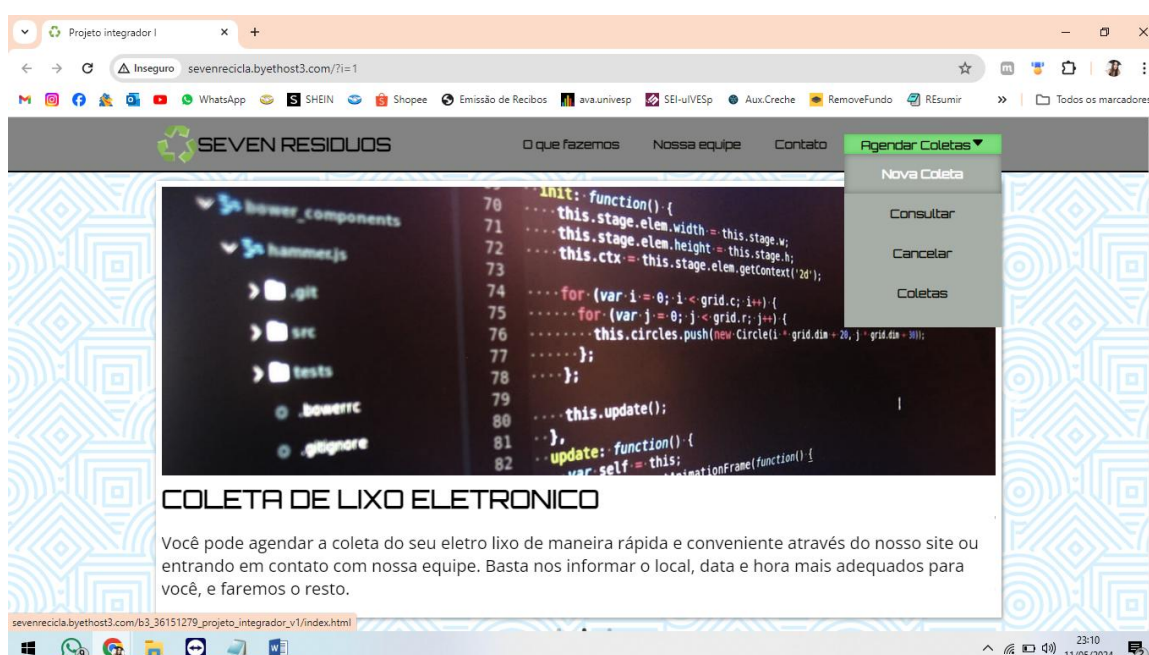 Projeto integrador I
Inseguro sevenrecicla.byethost3.com/?i=1
WhatsApp SHEIN Shopee Emissão de Recibos ava.univesp SEI-uIVESp Aux.Creche RemoveFundo REsumir » Todos os marcadores
SEVEN RESIDUOS O que fazemos Nossa equipe Contato Agendar Coletas▼
Nova Coleta
Consultar
Cancelar
Coletas
bower_components
hammerjs
.git
src
tests
.bowerrc
.gitignore
70 init: function() {
71 this.stage.elem.width = this.stage.w;
72 this.stage.elem.height = this.stage.h;
73 this.ctx = this.stage.elem.getContext('2d');
74 for (var i = 0; i < grid.c; i++) {
75 for (var j = 0; j < grid.r; j++) {
76 this.circles.push(new Circle(i * grid.dim + 20, j * grid.dim + 30));
77 };
78 };
79
80 this.update();
81 },
82 update: function() {
var self = this;
AnimationFrame(function() {
COLETA DE LIXO ELETRONICO
Você pode agendar a coleta do seu eletro lixo de maneira rápida e conveniente através do nosso site ou
entrando em contato com nossa equipe. Basta nos informar o local, data e hora mais adequados para
você, e faremos o resto.
sevenrecicla.byethost3.com/b3_36151279_projeto_integrador_v1/index.html
23:10
11/05/2024